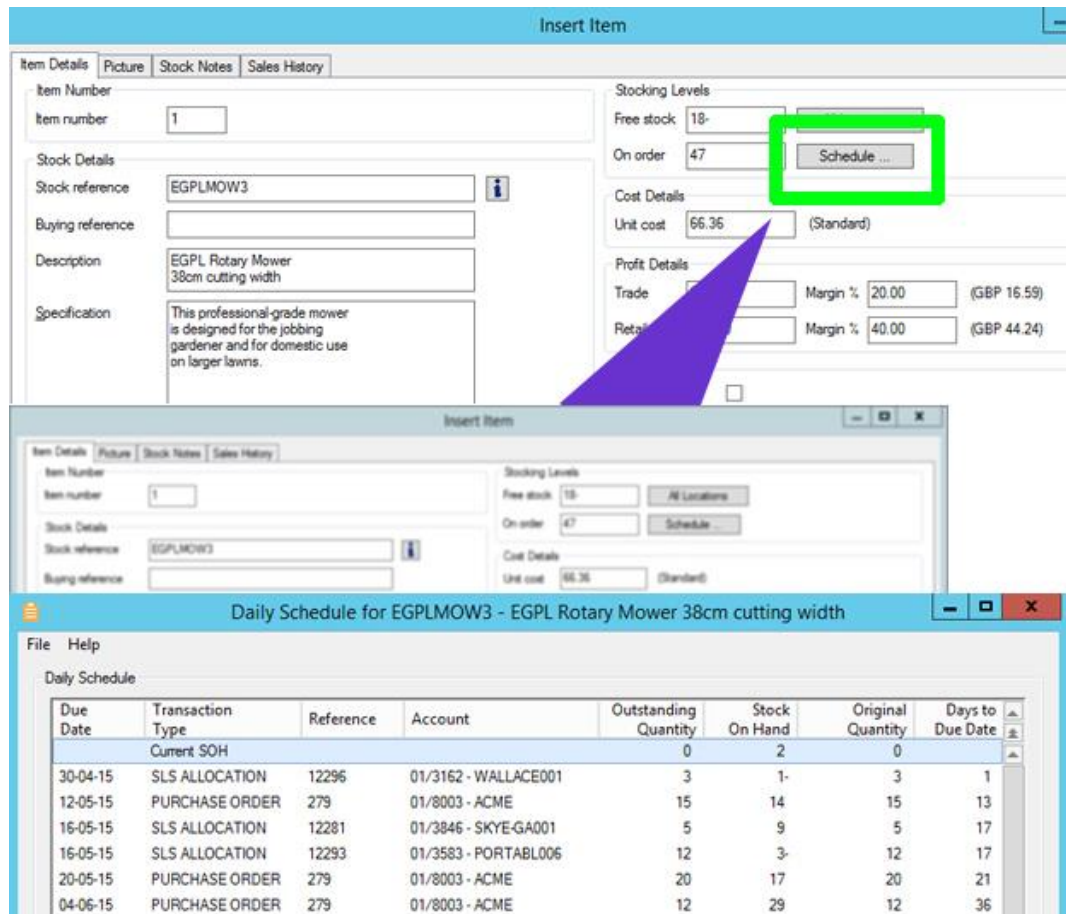 Insert Item
Item Details Picture Stock Notes Sales History
Item Number
Item number 1
Stock Details
Stock reference EGPLMOW3
Buying reference
Description EGPL Rotary Mower
38cm cutting width
Specification This professional-grade mower
is designed for the jobbing
gardener and for domestic use
on larger lawns.
Stocking Levels
Free stock 18-
On order 47 Schedule ...
Cost Details
Unit cost 66.36 (Standard)
Profit Details
Trade Margin % 20.00 (GBP 16.59)
Margin % 40.00 (GBP 44.24)
Insert Item
Item Details Picture Stock Notes Sales History
Item Number
Item number 1
Stock Details
Stock reference EGPLMOW3
Buying reference
Stocking Levels
Free stock 18- All Locations
On order 47 Schedule ...
Cost Details
Unit cost 66.36 (Standard)
Daily Schedule for EGPLMOW3 - EGPL Rotary Mower 38cm cutting width
File Help
Daily Schedule
Due Date Transaction Type Reference Account Outstanding Quantity Stock On Hand Original Quantity Days to Due Date
Current SOH 0 2 0
30-04-15 SLS ALLOCATION 12296 01/3162 - WALLACE001 3 1- 3 1
12-05-15 PURCHASE ORDER 279 01/8003 - ACME 15 14 15 13
16-05-15 SLS ALLOCATION 12281 01/3846 - SKYE-GA001 5 9 5 17
16-05-15 SLS ALLOCATION 12293 01/3583 - PORTABL006 12 3- 12 17
20-05-15 PURCHASE ORDER 279 01/8003 - ACME 20 17 20 21
04-06-15 PURCHASE ORDER 279 01/8003 - ACME 12 29 12 36